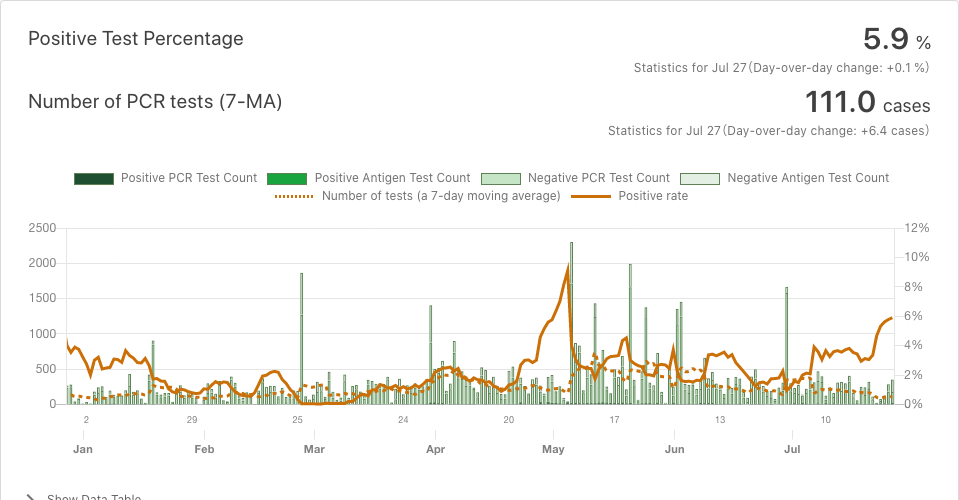 Positive Test Percentage
5.9 %
Statistics for Jul 27(Day-over-day change: +0.1 %)
Number of PCR tests (7-MA)
111.0 cases
Statistics for Jul 27(Day-over-day change: +6.4 cases)
Positive PCR Test Count Positive Antigen Test Count Negative PCR Test Count Negative Antigen Test Count
Number of tests (a 7-day moving average) Positive rate
2500 12%
2000 10%
1500 8%
1000 6%
500 4%
0 2%
0%
2 29 25 24 20 17 13 10
Jan Feb Mar Apr May Jun Jul
Show Data Table